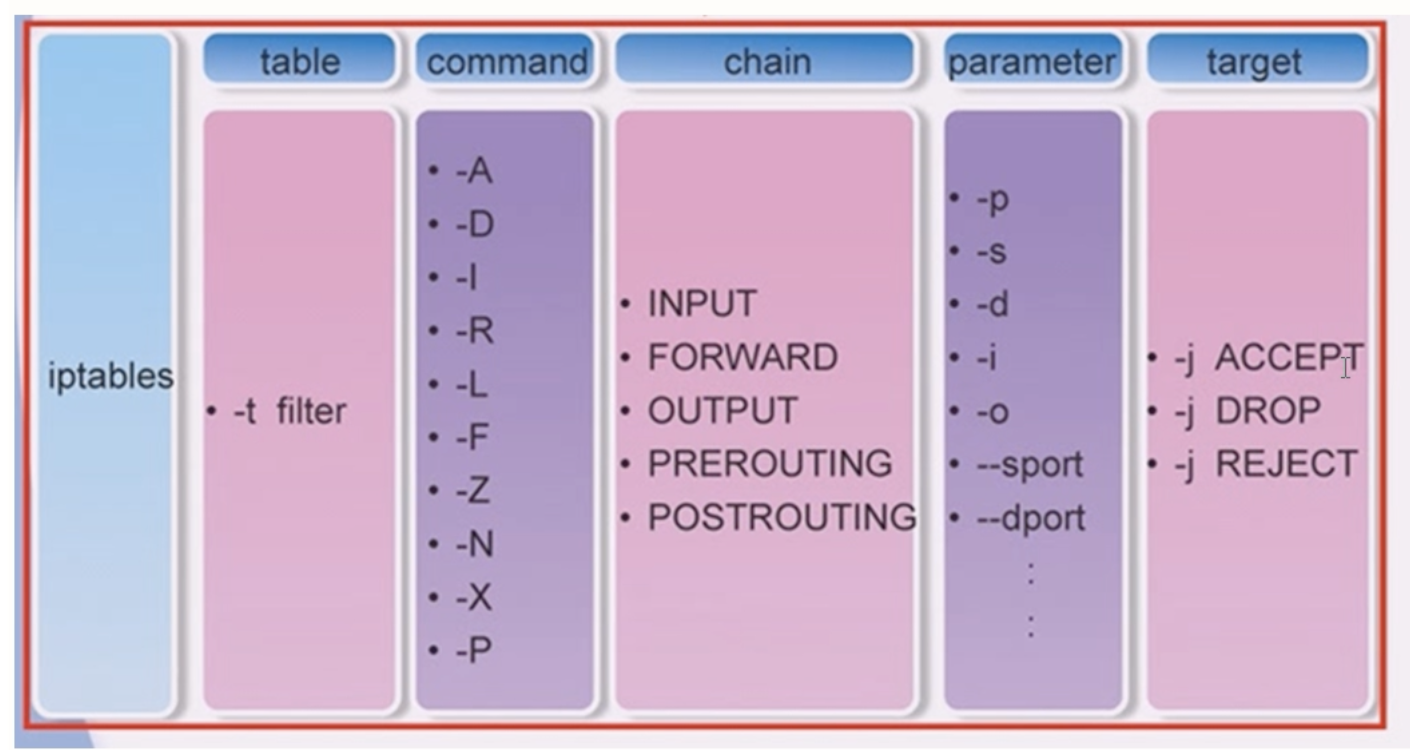 table
command
chain
parameter
target
iptables
• -t filter
• -A
• -D
• -I
• -R
• -L
• -F
• -Z
• -N
• -X
• -P
• INPUT
• FORWARD
• OUTPUT
• PREROUTING
• POSTROUTING
• -p
• -s
• -d
• -i
• -o
• --sport
• --dport
:
:
• -j ACCEPT
• -j DROP
• -j REJECT